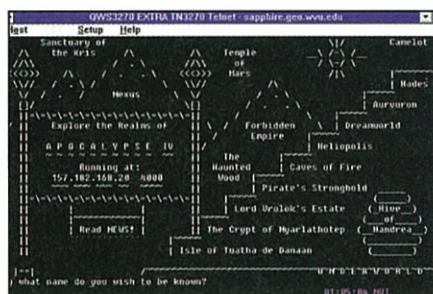 QWS3270 EXTRA TN3270 Telnet - sapphire.geo.wvu.edu
Host Setup Help
Sanctuary of the Kris
Nexus
Temple of Mars
Camelot
Hades
Aururon
Explore the Realms of
Forbidden Empire
Dreamworld
A P O C A L Y P S E IV
Heliopolis
Running at:
The Haunted Wood
Caves of Fire
157.182.168.20 4000
Pirate's Stronghold
Lord Vrolok's Estate
Hive of Mandrea
Read NEWS!
The Crypt of Nyarlathotep
Isle of Tuatha de Danaan
U N D E R W O R L D
what name do you wish to be known?